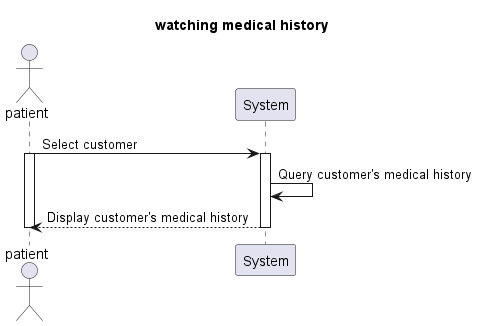 watching medical history
patient
System
Select customer
Query customer's medical history
Display customer's medical history
patient
System